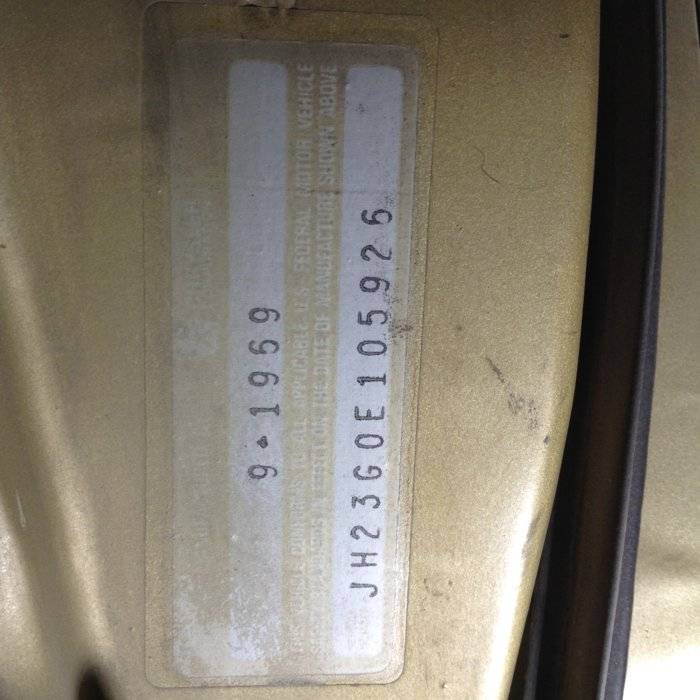 9 • 1969
THIS VEHICLE CONFORMS TO ALL APPLICABLE U.S. FEDERAL MOTOR VEHICLE
SAFETY STANDARDS IN EFFECT ON THE DATE OF MANUFACTURE SHOWN ABOVE
JH23G0E105926